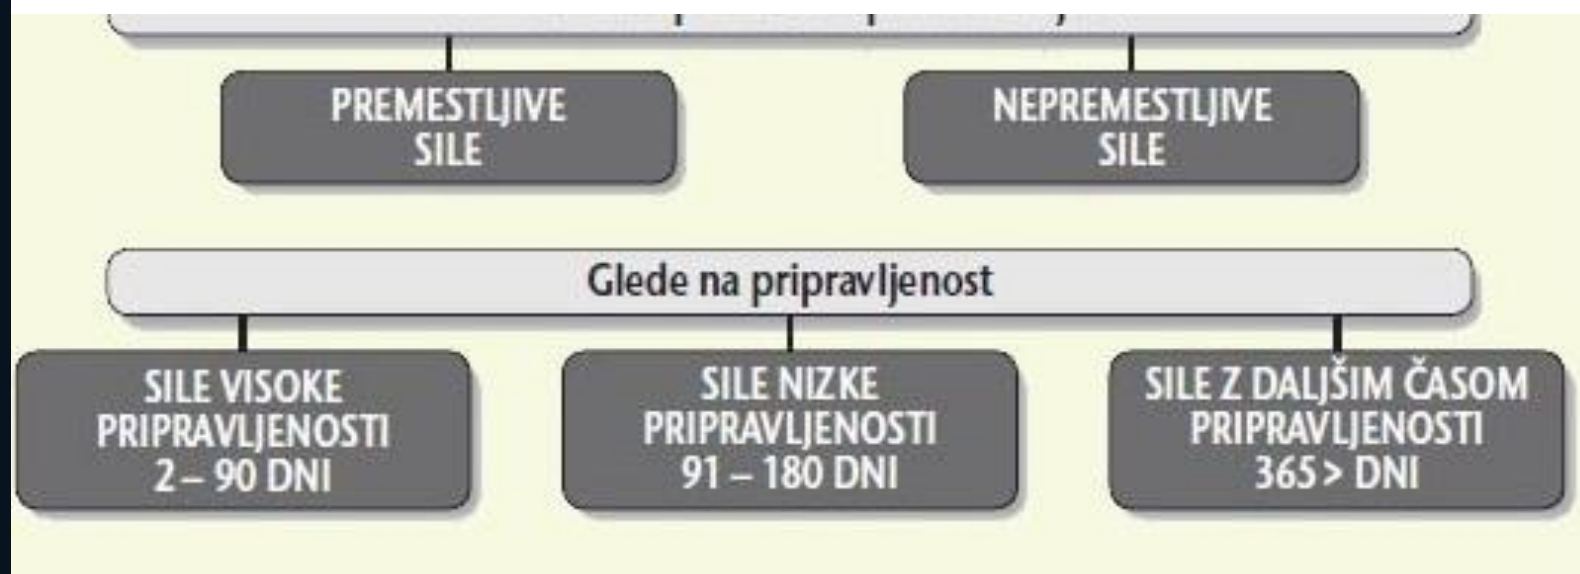 PREMESTLJIVE
SILE
NEPREMESTLJIVE
SILE
Glede na pripravljenost
SILE VISOKE
PRIPRAVLJENOSTI
2 – 90 DNI
SILE NIZKE
PRIPRAVLJENOSTI
91 – 180 DNI
SILE Z DALJŠIM ČASOM
PRIPRAVLJENOSTI
365 > DNI